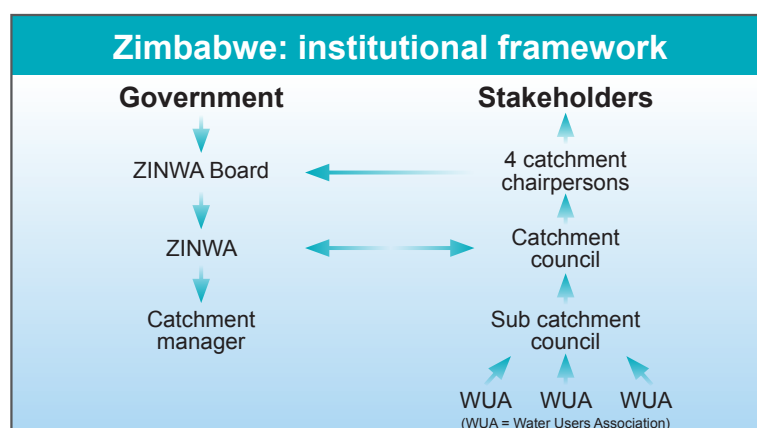 Zimbabwe: institutional framework
Government
Stakeholders
ZINWA Board
4 catchment
chairpersons
ZINWA
Catchment
council
Catchment
manager
Sub catchment
council
WUA WUA WUA
(WUA = Water Users Association)